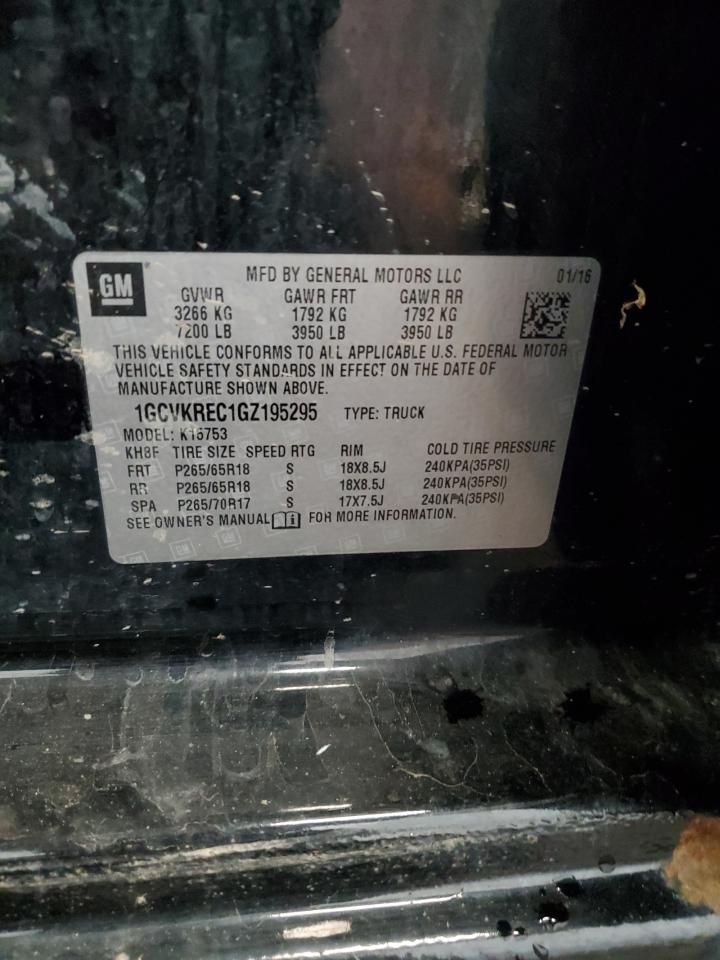 GM MFD BY GENERAL MOTORS LLC 01/16
GVWR GAWR FRT GAWR RR
3266 KG 1792 KG 1792 KG
7200 LB 3950 LB 3950 LB
THIS VEHICLE CONFORMS TO ALL APPLICABLE U.S. FEDERAL MOTOR
VEHICLE SAFETY STANDARDS IN EFFECT ON THE DATE OF
MANUFACTURE SHOWN ABOVE.
1GCVKREC1GZ195295 TYPE: TRUCK
MODEL: K15753
KH8F TIRE SIZE SPEED RTG RIM COLD TIRE PRESSURE
FRT P265/65R18 S 18X8.5J 240KPA(35PSI)
RR P265/65R18 S 18X8.5J 240KPA(35PSI)
SPA P265/70R17 S 17X7.5J 240KPA(35PSI)
SEE OWNER'S MANUAL FOR MORE INFORMATION.